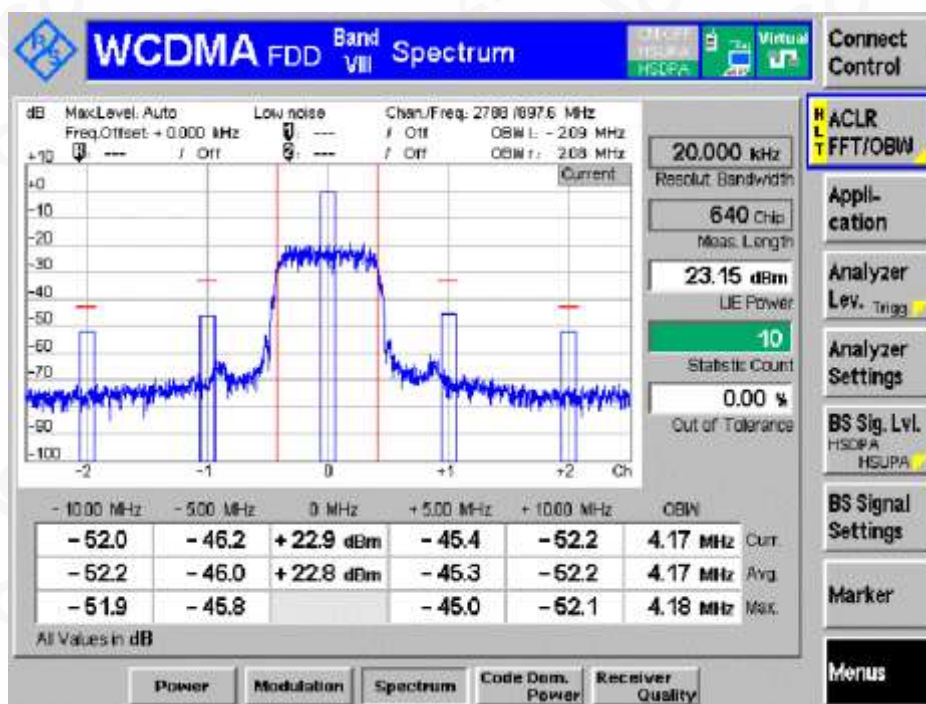 WCDMA FDD Band VIII Spectrum
HSDPA
Virtual
Connect Control
dB Max.Level: Auto Low noise Chan./Freq.: 2788 /897.6 MHz
Freq.Offset: + 0.000 kHz --- / Off OBW l: - 2.09 MHz
--- / Off --- / Off OBW r: 2.08 MHz
Current
+10
+0
-10
-20
-30
-40
-50
-60
-70
-90
-100
-2 -1 0 +1 +2 Ch
20.000 kHz
Resolut. Bandwidth
640 Chip
Meas. Length
23.15 dBm
UE Power
10
Statistic Count
0.00 %
Out of Tolerance
- 10.00 MHz - 5.00 MHz 0 MHz + 5.00 MHz + 10.00 MHz OBW
- 52.0 - 46.2 + 22.9 dBm - 45.4 - 52.2 4.17 MHz Curr.
- 52.2 - 46.0 + 22.8 dBm - 45.3 - 52.2 4.17 MHz Avg.
- 51.9 - 45.8 - 45.0 - 52.1 4.18 MHz Max.
All Values in dB
HLT
ACLR
FFT/OBW
Appli-
cation
Analyzer
Lev. Trigg
Analyzer
Settings
BS Sig. Lvl.
HSDPA
HSUPA
BS Signal
Settings
Marker
Menus
Power
Modulation
Spectrum
Code Dom.
Power
Receiver
Quality